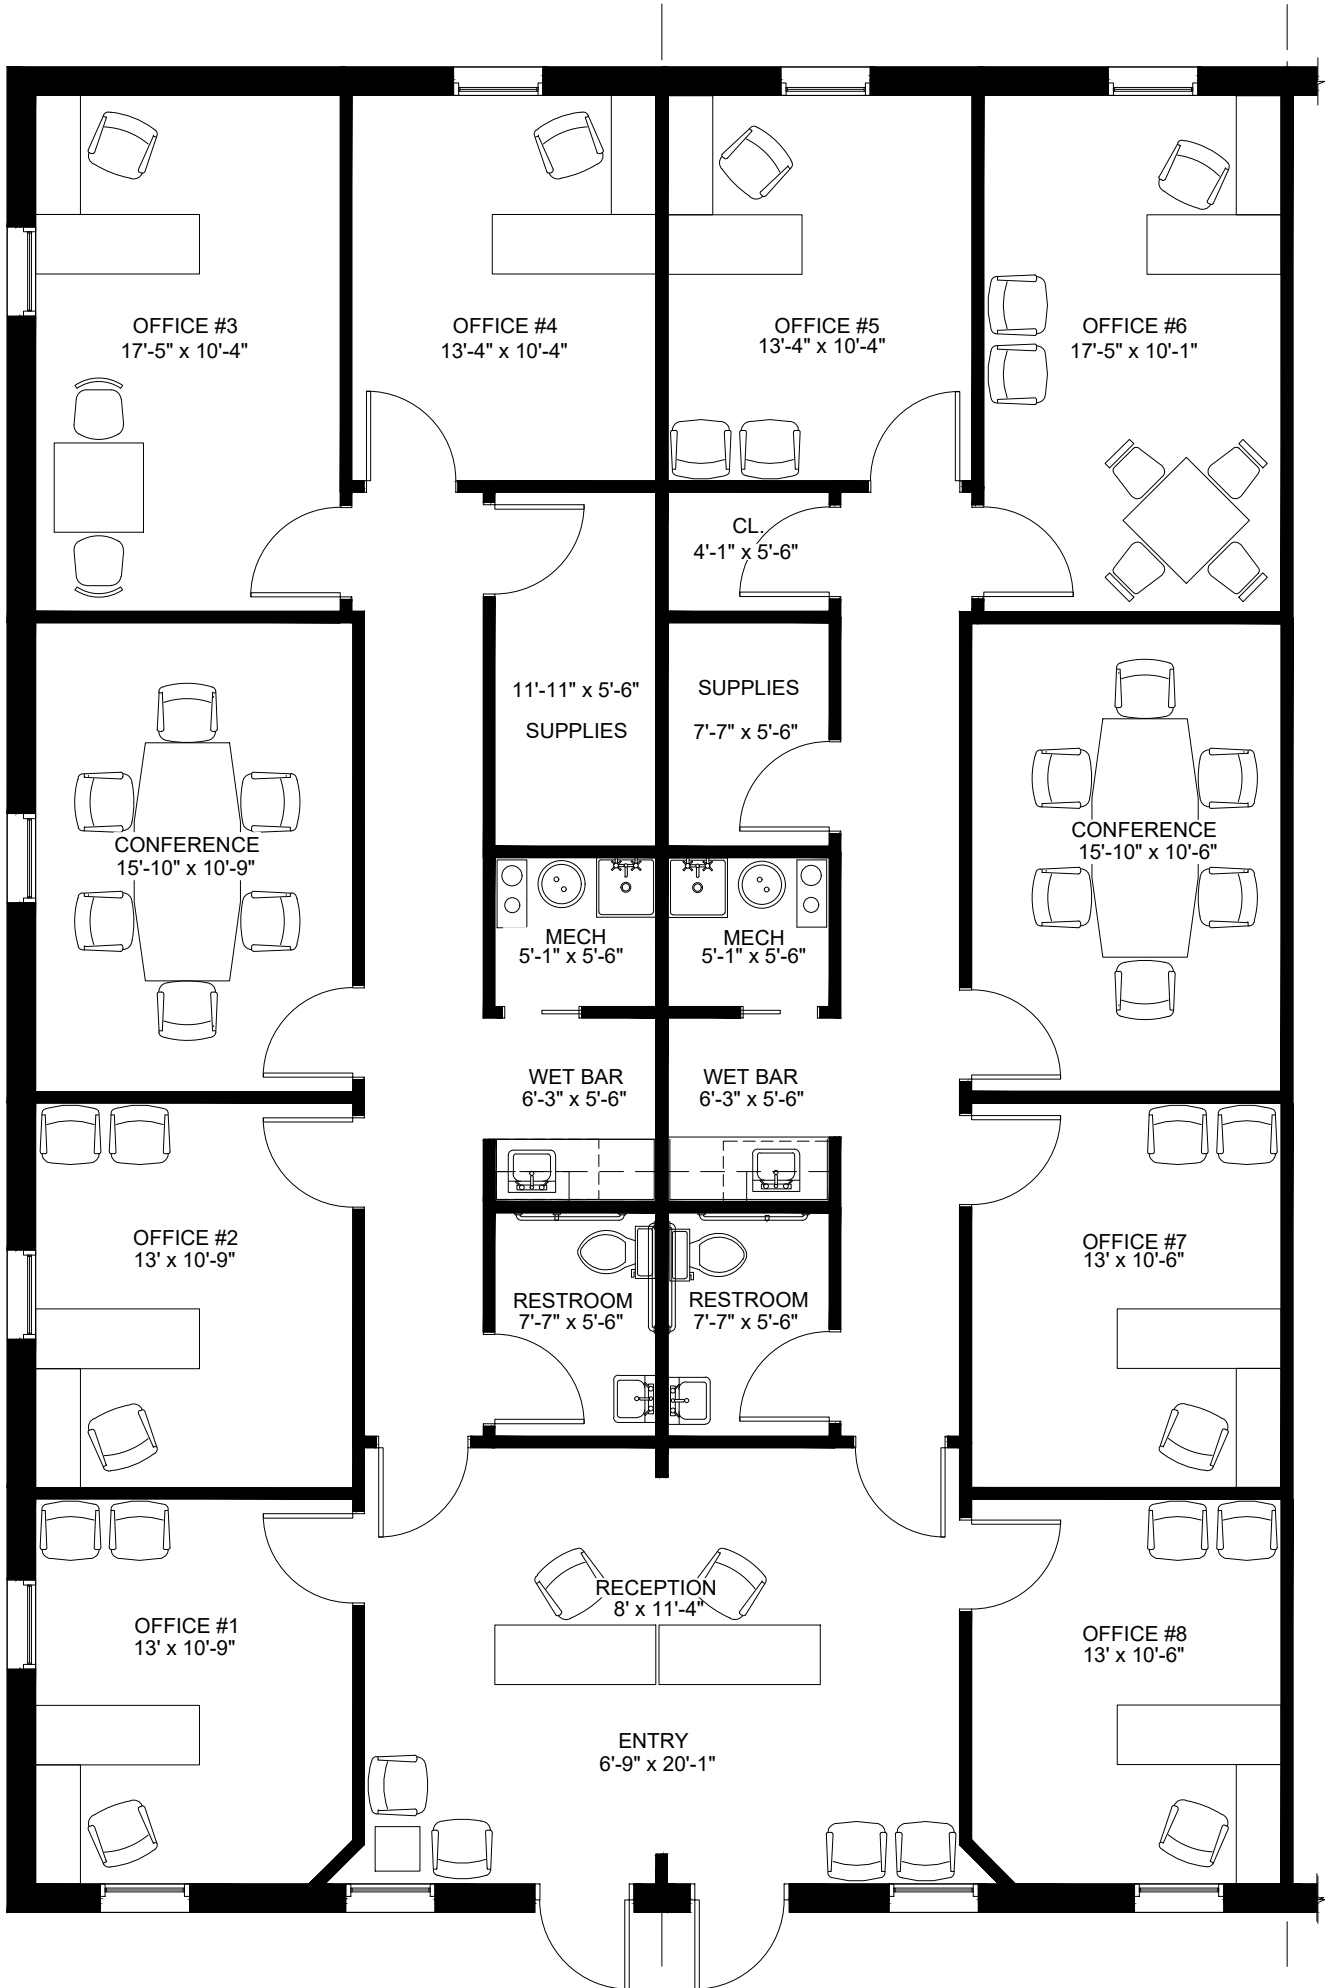 OFFICE #3
17'-5" x 10'-4"
OFFICE #4
13'-4" x 10'-4"
OFFICE #5
13'-4" x 10'-4"
OFFICE #6
17'-5" x 10'-1"
CL.
4'-1" x 5'-6"
11'-11" x 5'-6"
SUPPLIES
SUPPLIES
7'-7" x 5'-6"
CONFERENCE
15'-10" x 10'-9"
CONFERENCE
15'-10" x 10'-6"
MECH
5'-1" x 5'-6"
MECH
5'-1" x 5'-6"
WET BAR
6'-3" x 5'-6"
WET BAR
6'-3" x 5'-6"
OFFICE #2
13' x 10'-9"
RESTROOM
7'-7" x 5'-6"
RESTROOM
7'-7" x 5'-6"
OFFICE #7
13' x 10'-6"
OFFICE #1
13' x 10'-9"
RECEPTION
8' x 11'-4"
OFFICE #8
13' x 10'-6"
ENTRY
6'-9" x 20'-1"